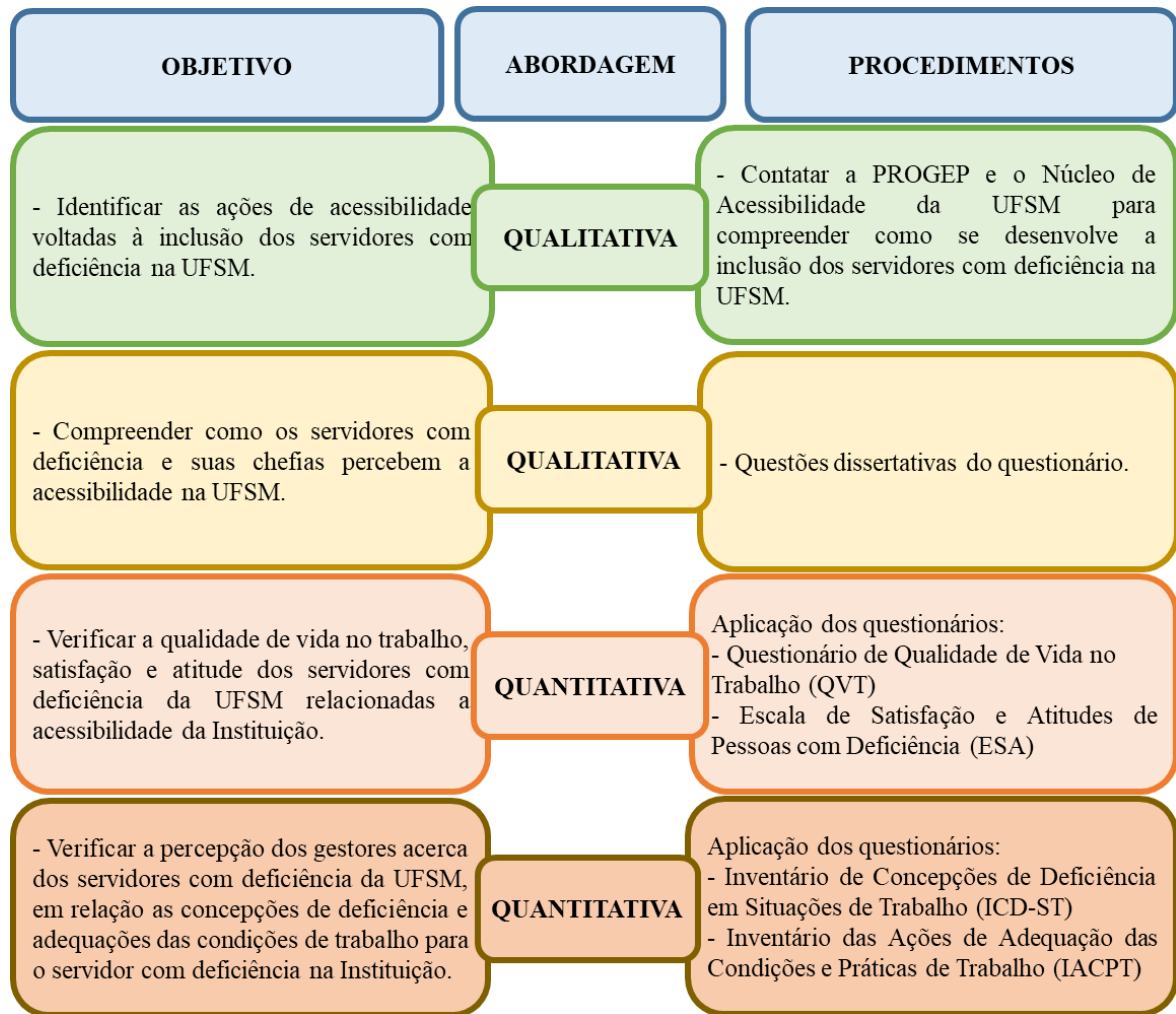 OBJETIVO
ABORDAGEM
PROCEDIMENTOS
- Identificar as ações de acessibilidade
voltadas à inclusão dos servidores com
deficiência na UFSM.
QUALITATIVA
- Contatar a PROGEP e o Núcleo de
Acessibilidade da UFSM para
compreender como se desenvolve a
inclusão dos servidores com deficiência na
UFSM.
- Compreender como os servidores com
deficiência e suas chefias percebem a
acessibilidade na UFSM.
QUALITATIVA
- Questões dissertativas do questionário.
- Verificar a qualidade de vida no trabalho,
satisfação e atitude dos servidores com
deficiência da UFSM relacionadas a
acessibilidade da Instituição.
QUANTITATIVA
Aplicação dos questionários:
- Questionário de Qualidade de Vida no
Trabalho (QVT)
- Escala de Satisfação e Atitudes de
Pessoas com Deficiência (ESA)
- Verificar a percepção dos gestores acerca
dos servidores com deficiência da UFSM,
em relação as concepções de deficiência e
adequações das condições de trabalho para
o servidor com deficiência na Instituição.
QUANTITATIVA
Aplicação dos questionários:
- Inventário de Concepções de Deficiência
em Situações de Trabalho (ICD-ST)
- Inventário das Ações de Adequação das
Condições e Práticas de Trabalho (IACPT)